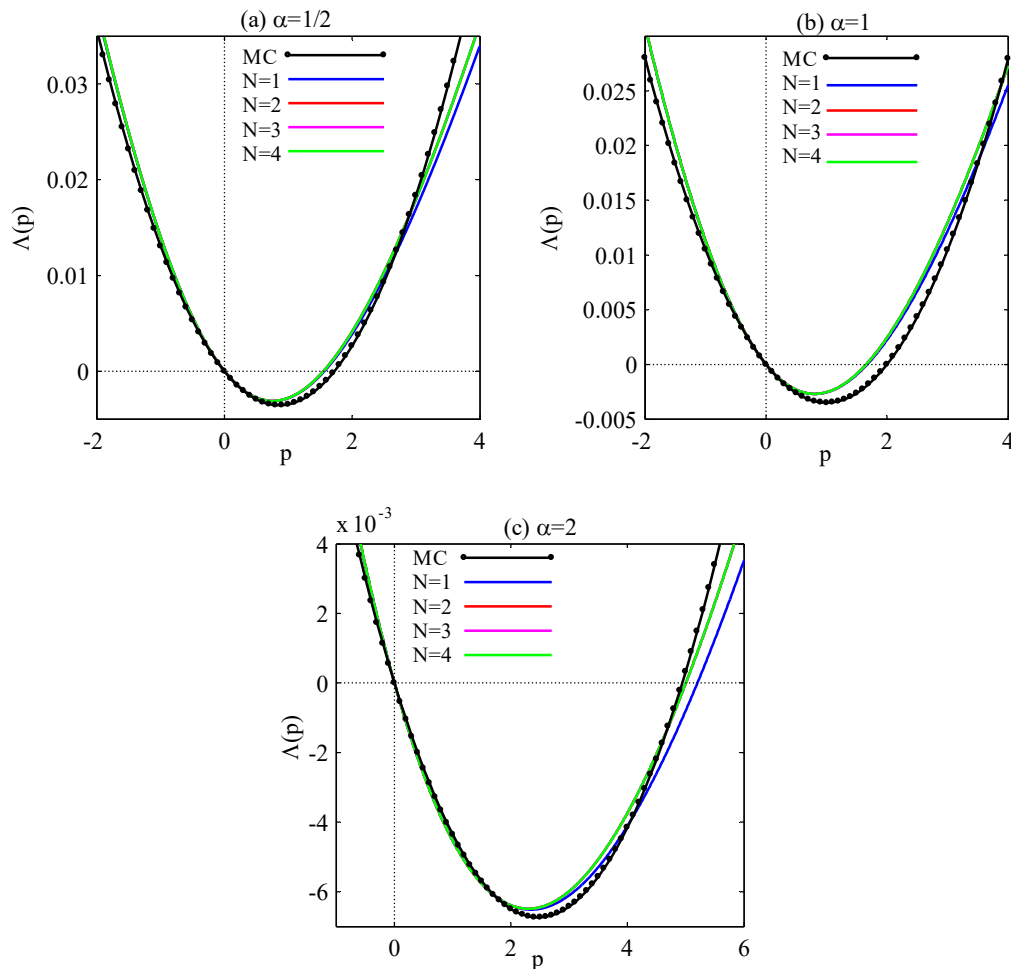 (a) α=1/2
MC
N=1
N=2
N=3
N=4
Λ(p)
0.03
0.02
0.01
0
-2
0
2
4
p
(b) α=1
MC
N=1
N=2
N=3
N=4
Λ(p)
0.025
0.02
0.015
0.01
0.005
0
-0.005
-2
0
2
4
p
x 10⁻³
(c) α=2
MC
N=1
N=2
N=3
N=4
Λ(p)
4
2
0
-2
-4
-6
0
2
4
6
p